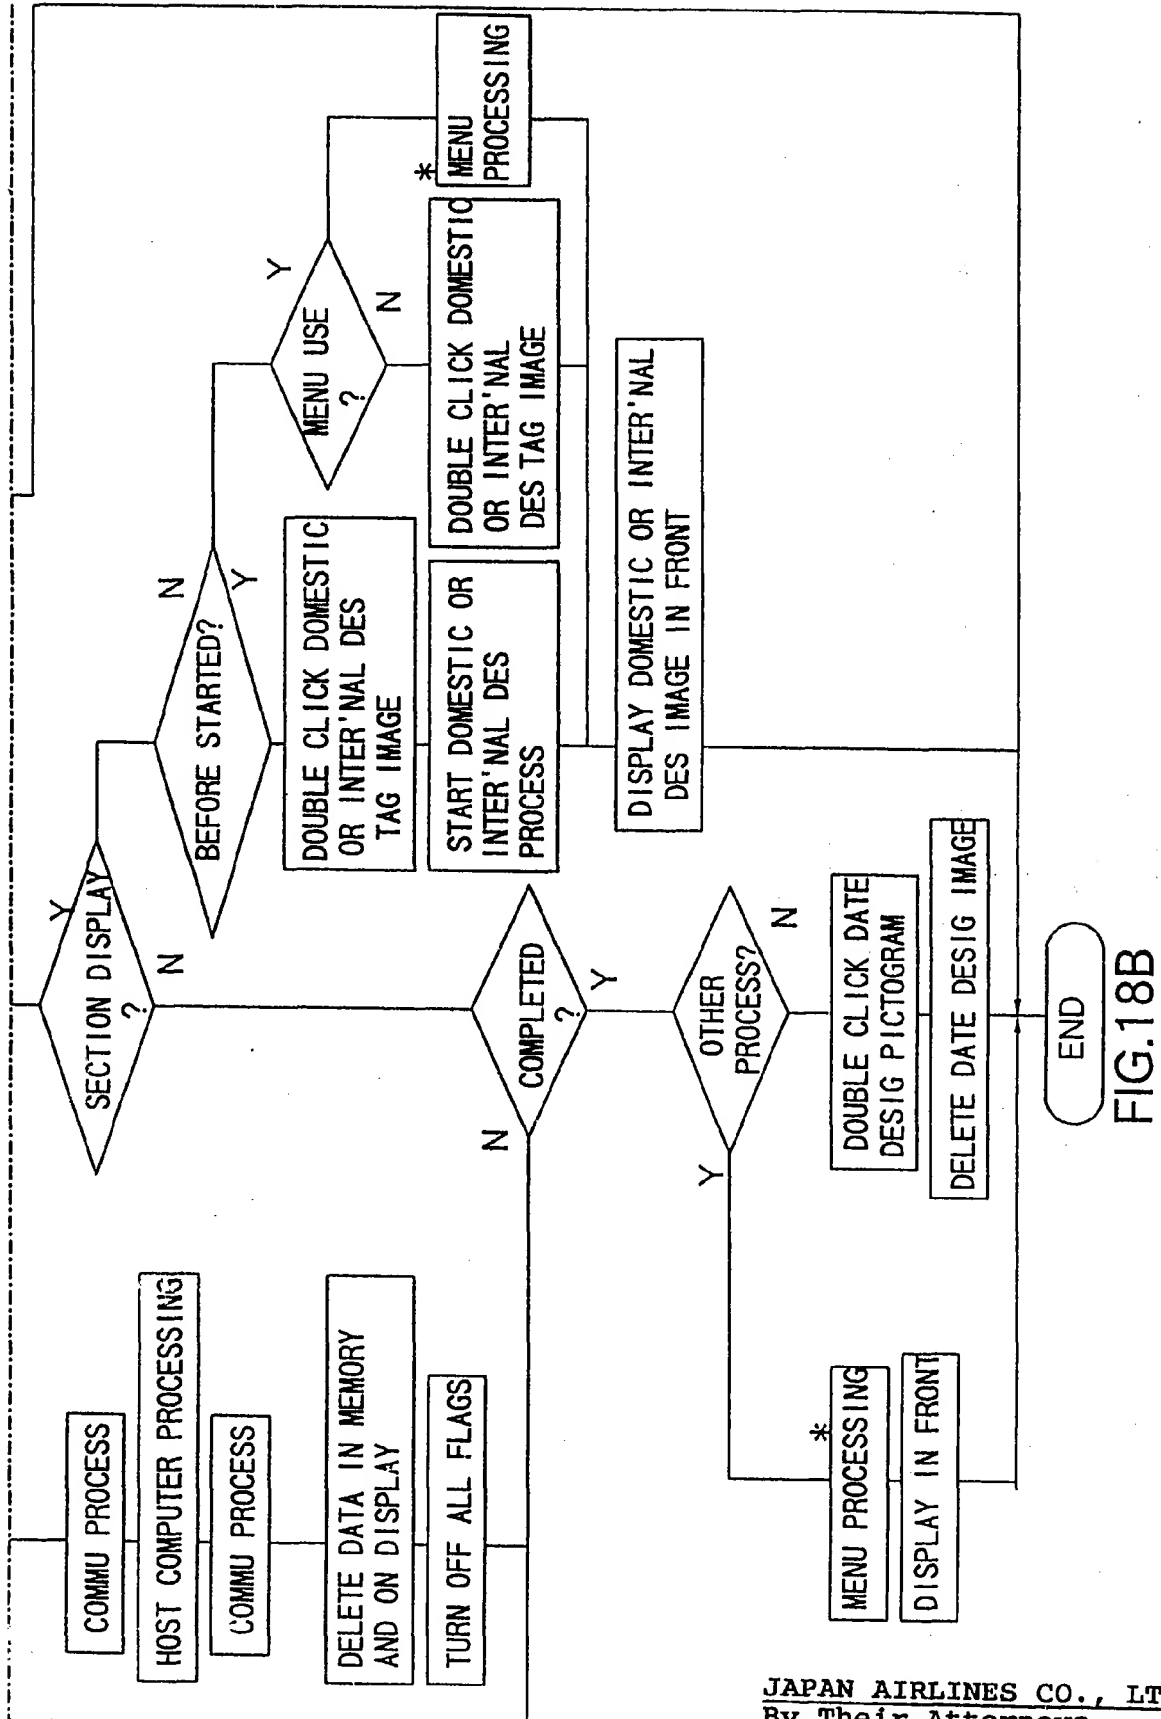 COMMU PROCESS
HOST COMPUTER PROCESSING
COMMU PROCESS
DELETE DATA IN MEMORY
AND ON DISPLAY
TURN OFF ALL FLAGS
SECTION DISPLAY
?
Y
N
BEFORE STARTED?
N
Y
DOUBLE CLICK DOMESTIC
OR INTER'NAL DES
TAG IMAGE
START DOMESTIC OR
INTER'NAL DES
PROCESS
MENU USE
?
Y
N
DOUBLE CLICK DOMESTIC
OR INTER'NAL
DES TAG IMAGE
*
MENU
PROCESSING
DISPLAY DOMESTIC OR INTER'NAL
DES IMAGE IN FRONT
COMPLETED
?
N
Y
OTHER
PROCESS?
Y
N
*
MENU PROCESSING
DISPLAY IN FRONT
DOUBLE CLICK DATE
DESIG PICTOGRAM
DELETE DATE DESIG IMAGE
END
FIG.18B
JAPAN AIRLINES CO., LT
By Their Attorneys